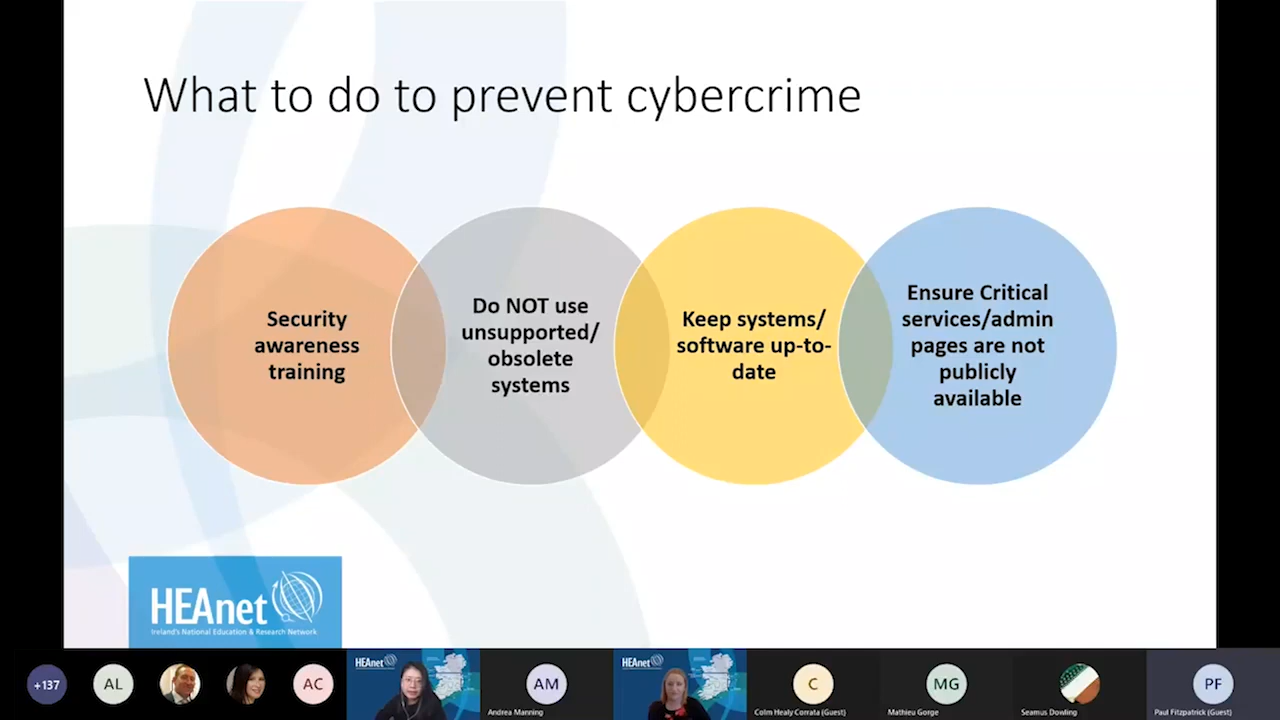 What to do to prevent cybercrime
Security
awareness
training
Do NOT use
unsupported/
obsolete
systems
Keep systems/
software up-to-
date
Ensure Critical
services/admin
pages are not
publicly
available
HEAnet
Ireland's National Education & Research Network
+137
AL
AC
HEAnet
AM
Andrea Manning
HEAnet
C
Colm Healy Corrata (Guest)
MG
Mathieu Gorge
Seamus Dowling
PF
Paul Fitzpatrick (Guest)